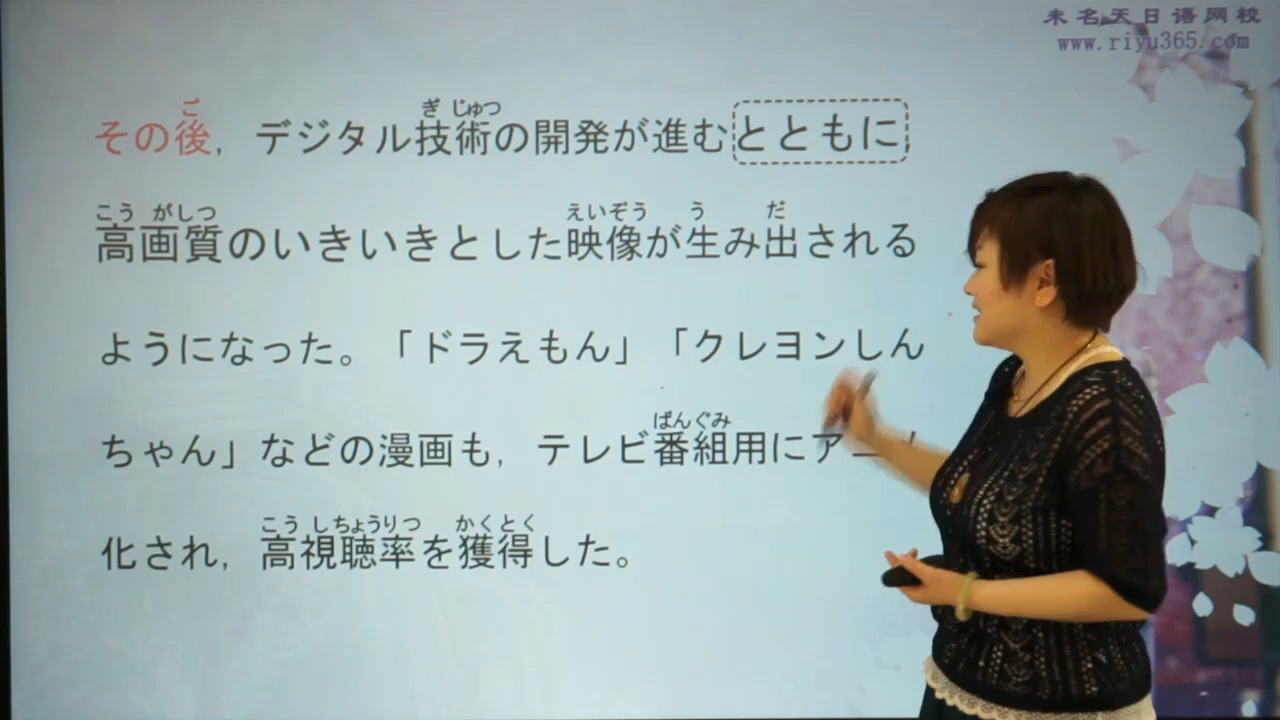 未名天日语网校
www.riyu365.com
ご
その後，デジタル技術の開発が進むとともに，
ぎ じゅつ
こう がしつ えいぞう う だ
高画質のいきいきとした映像が生み出される
ようになった。「ドラえもん」「クレヨンしん
ばんぐみ
ちゃん」などの漫画も，テレビ番組用にア
こう しちょうりつ かくとく
化され，高視聴率を獲得した。